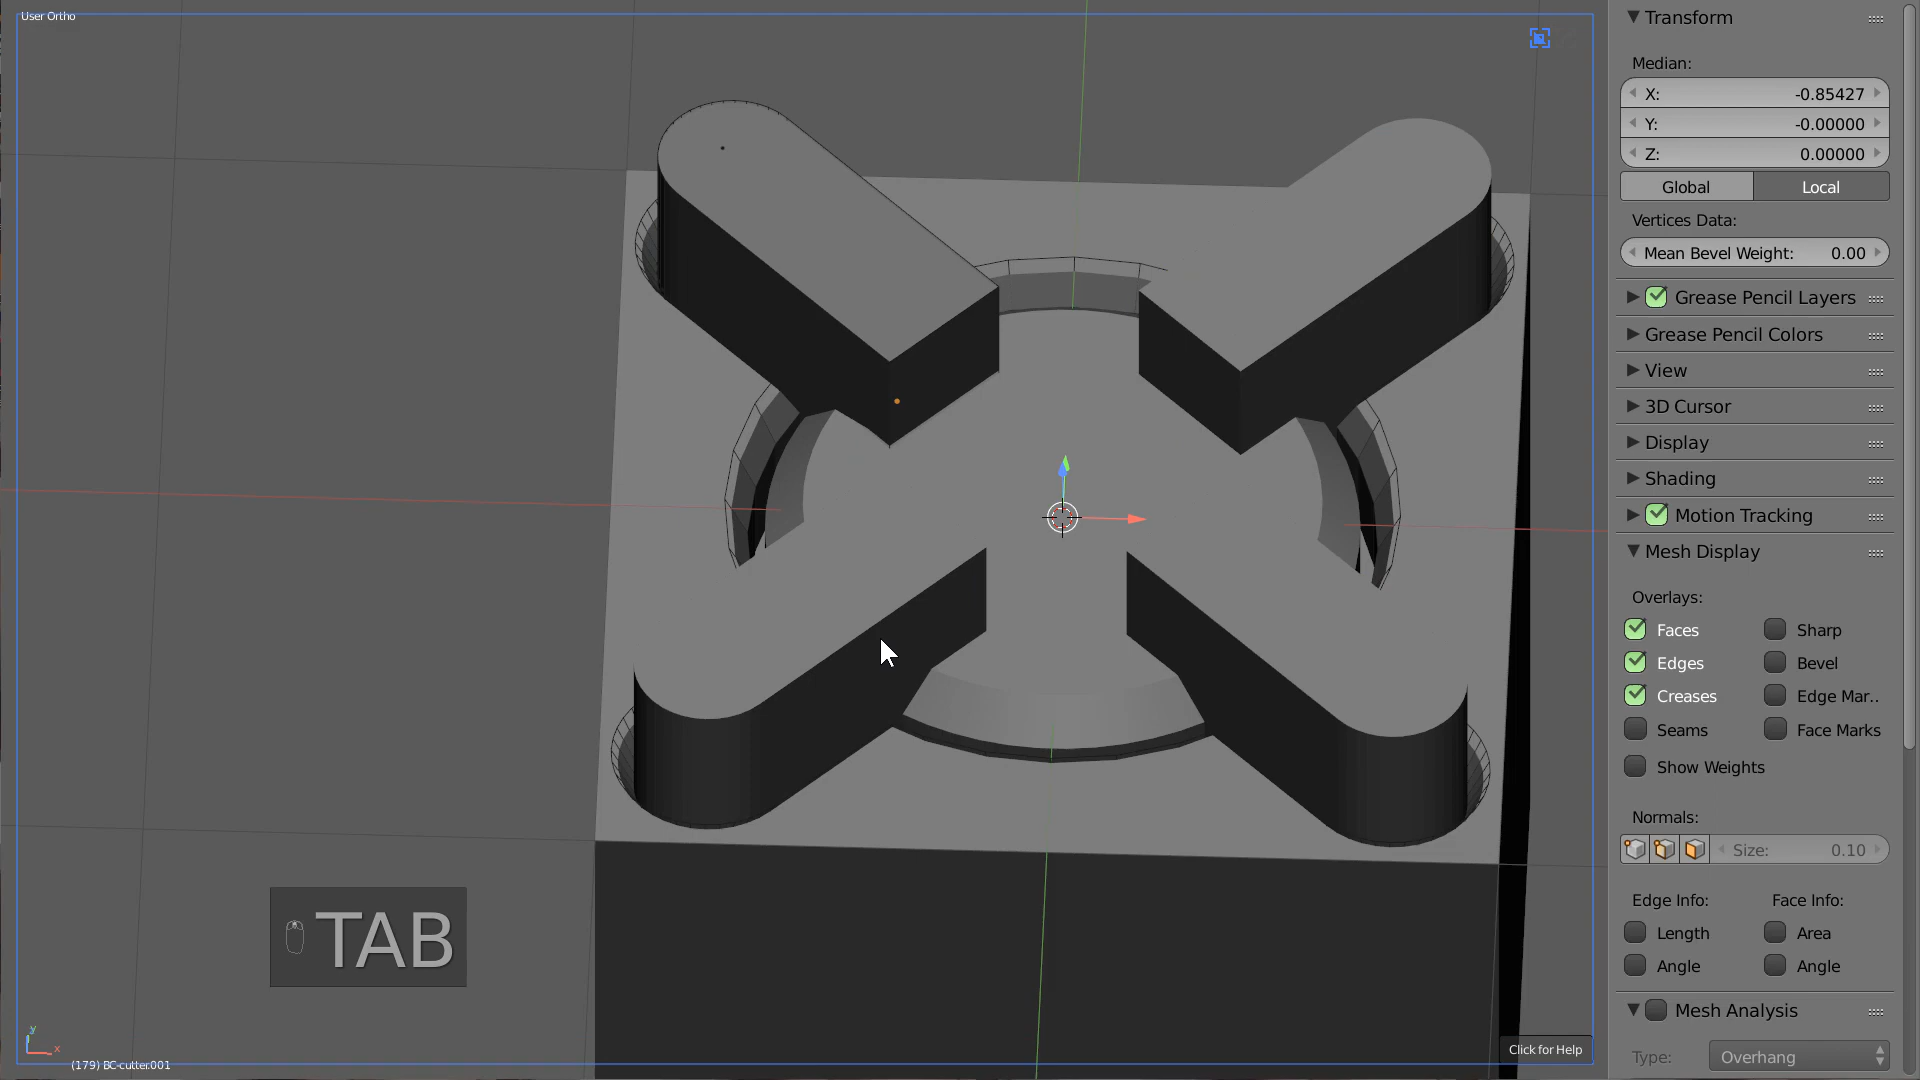 User Ortho
Transform
Median:
X: -0.85427
Y: -0.00000
Z: 0.00000
Global Local
Vertices Data:
Mean Bevel Weight: 0.00
Grease Pencil Layers
Grease Pencil Colors
View
3D Cursor
Display
Shading
Motion Tracking
Mesh Display
Overlays:
Faces Sharp
Edges Bevel
Creases Edge Mar..
Seams Face Marks
Show Weights
Normals:
Size: 0.10
Edge Info: Face Info:
Length Area
Angle Angle
Mesh Analysis
Type: Overhang
TAB
y
x
(179) BC-cutter.001
Click for Help